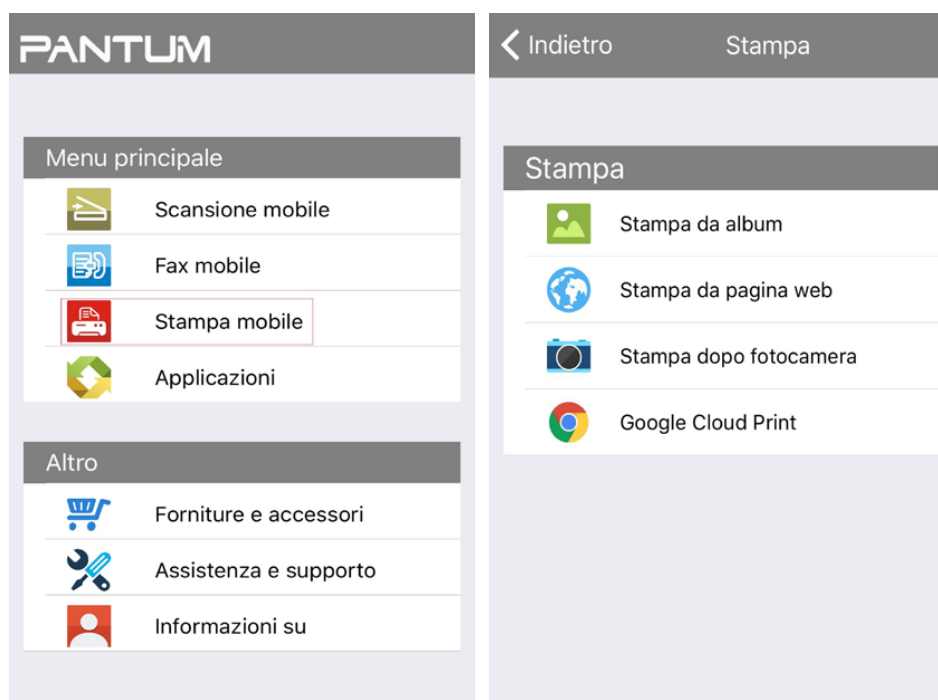 PANTUM
Menu principale
Scansione mobile
Fax mobile
Stampa mobile
Applicazioni
Altro
Forniture e accessori
Assistenza e supporto
Informazioni su
Indietro
Stampa
Stampa
Stampa da album
Stampa da pagina web
Stampa dopo fotocamera
Google Cloud Print